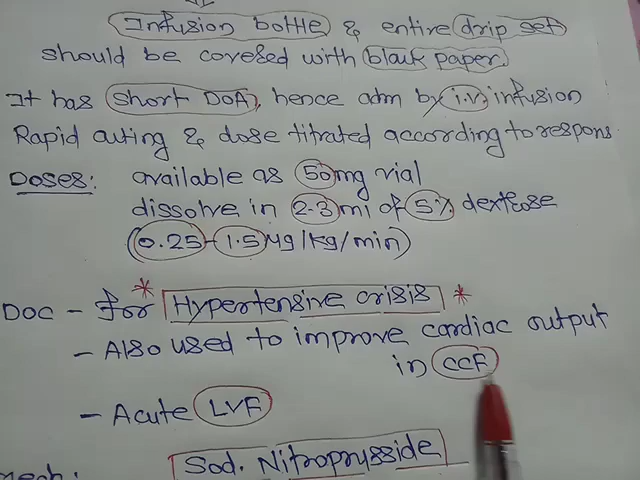 Infusion bottle & entire drip set
should be covered with black paper.
It has short DOA, hence adm by i.v. infusion
Rapid acting & dose titrated according to respons
Doses: available as 50mg vial
dissolve in 2-3 ml of 5% dextrose
(0.25-1.5 μg/kg/min)
DOC - for * Hypertensive crisis *
- Also used to improve cardiac output
in CCF
- Acute LVF
mech: Sod. Nitroprusside